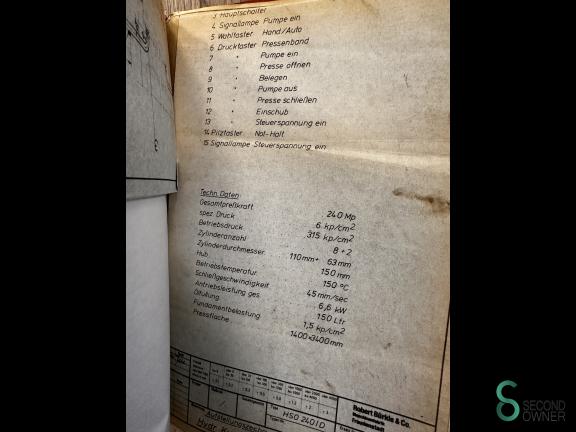 3 Hauptschalter
4 Signallampe Pumpe ein
5 Wahltaster Hand/Auto
6 Drucktaster Pressenband
7 " Pumpe ein
8 " Presse öffnen
9 " Belegen
10 " Pumpe aus
11 " Presse schließen
12 " Einschub
13 " Steuerspannung ein
14 Pilztaster Not-Halt
15 Signallampe Steuerspannung ein
Techn. Daten:
Gesamtpreßkraft 240 Mp
spez. Druck 6 kp/cm²
Betriebsdruck 315 kp/cm²
Zylinderanzahl 8 + 2
Zylinderdurchmesser 110mm + 63mm
Hub 150 mm
Betriebstemperatur 150 °C
Schließgeschwindigkeit 45 mm/sec
Antriebsleistung ges. 6,6 kW
Ölfüllung 150 Ltr
Fundamentbelastung 1,5 kp/cm²
Pressfläche 1400×3400mm
Robert Bürkle & Co.
Maschinenfabrik
Freudenstadt
HSO 240 I D
Hydr.
SECOND
OWNER